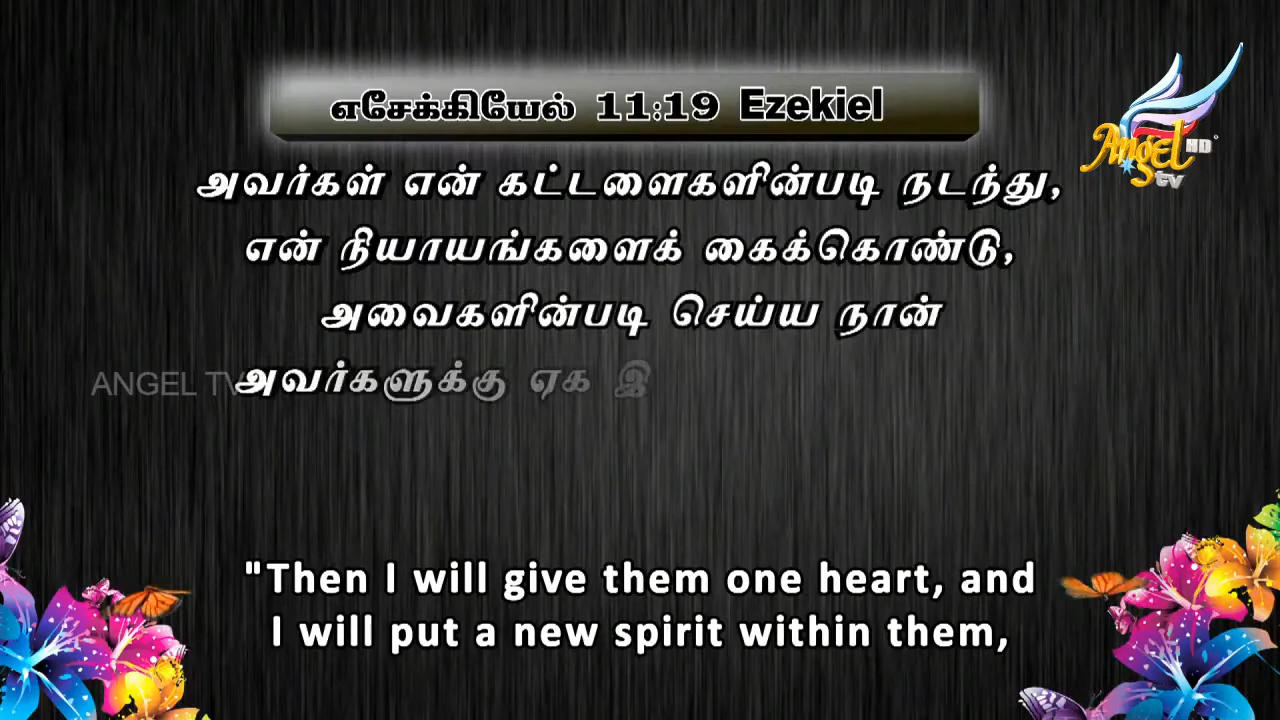 எசேக்கியேல் 11:19 Ezekiel
Angel HD
tv
அவர்கள் என் கட்டளைகளின்படி நடந்து,
என் நியாயங்களைக் கைக்கொண்டு,
அவைகளின்படி செய்ய நான்
ANGEL TV
அவர்களுக்கு ஏக இ
"Then I will give them one heart, and
I will put a new spirit within them,